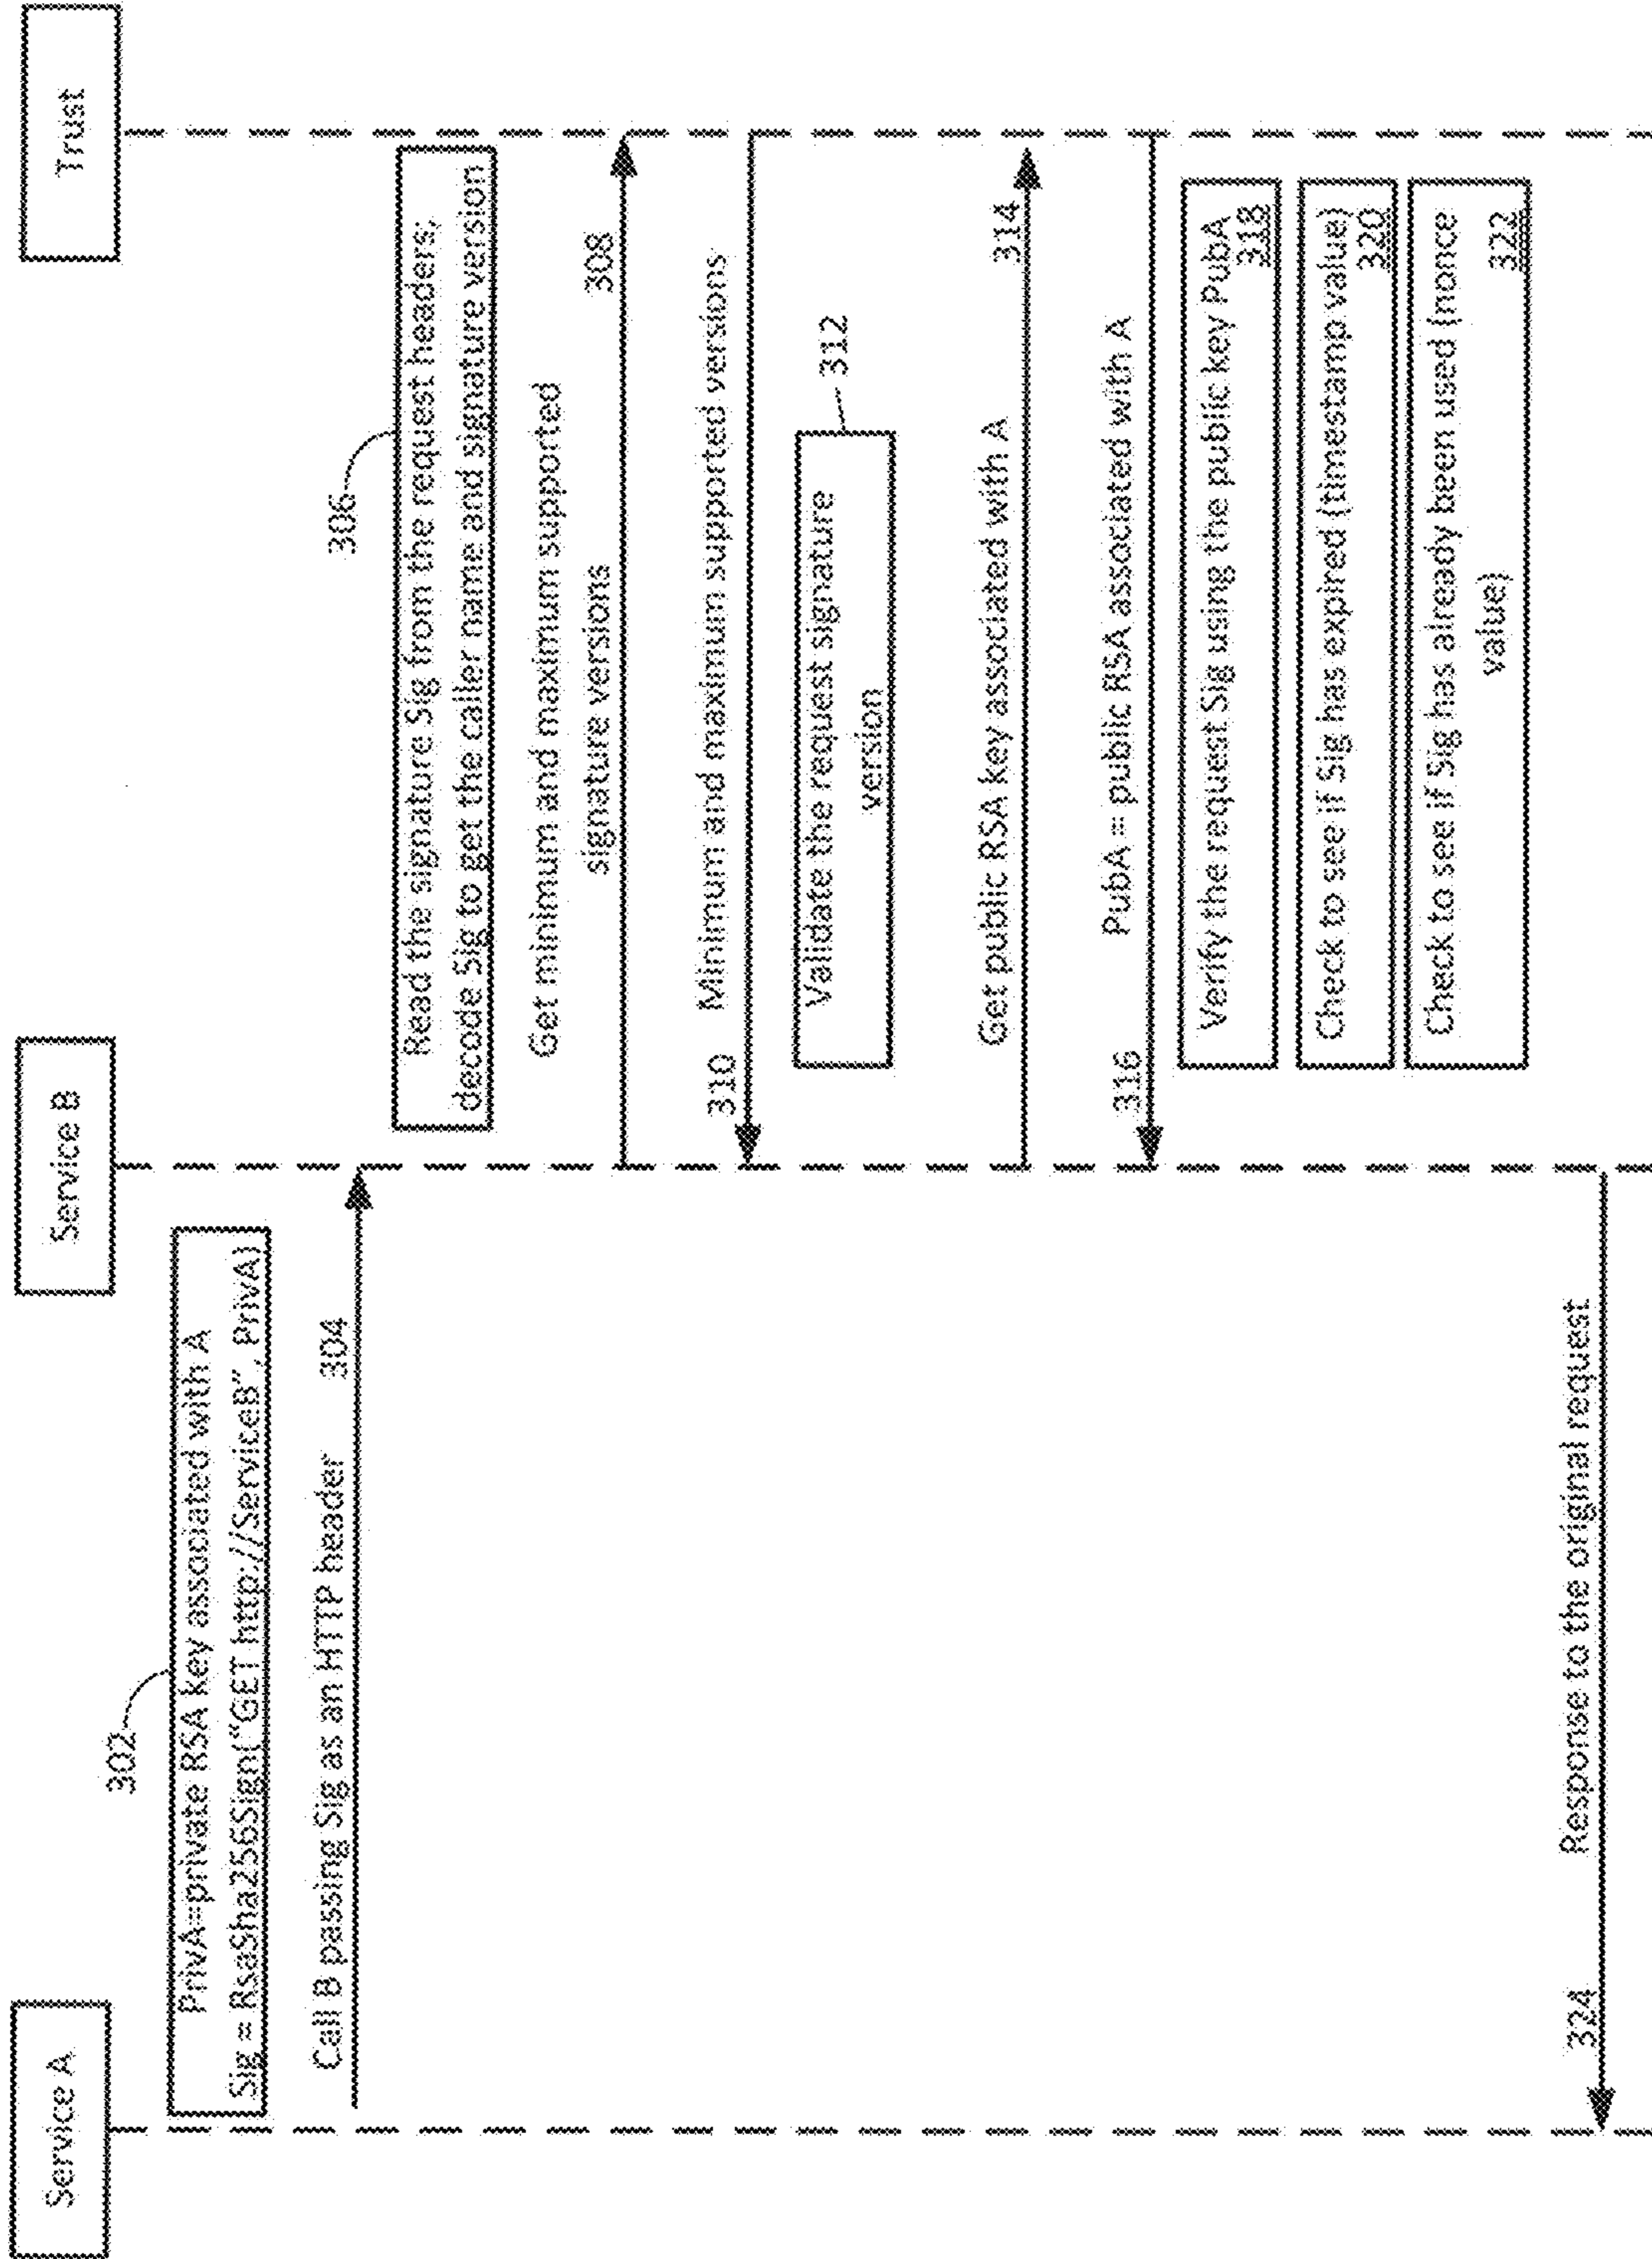 Service A
Service B
Trust
302
PrivA=private RSA key associated with A
Sig = RsaSha256Sign("GET http://ServiceB", PrivA)
Call B passing Sig as an HTTP header
304
306
Read the signature Sig from the request headers;
decode Sig to get the caller name and signature version
Get minimum and maximum supported
signature versions
308
310
Minimum and maximum supported versions
Validate the request signature
version
312
Get public RSA key associated with A
314
316
PubA = public RSA associated with A
Verify the request Sig using the public key PubA
318
Check to see if Sig has expired (timestamp value)
320
Check to see if Sig has already been used (nonce
value)
322
324
Response to the original request